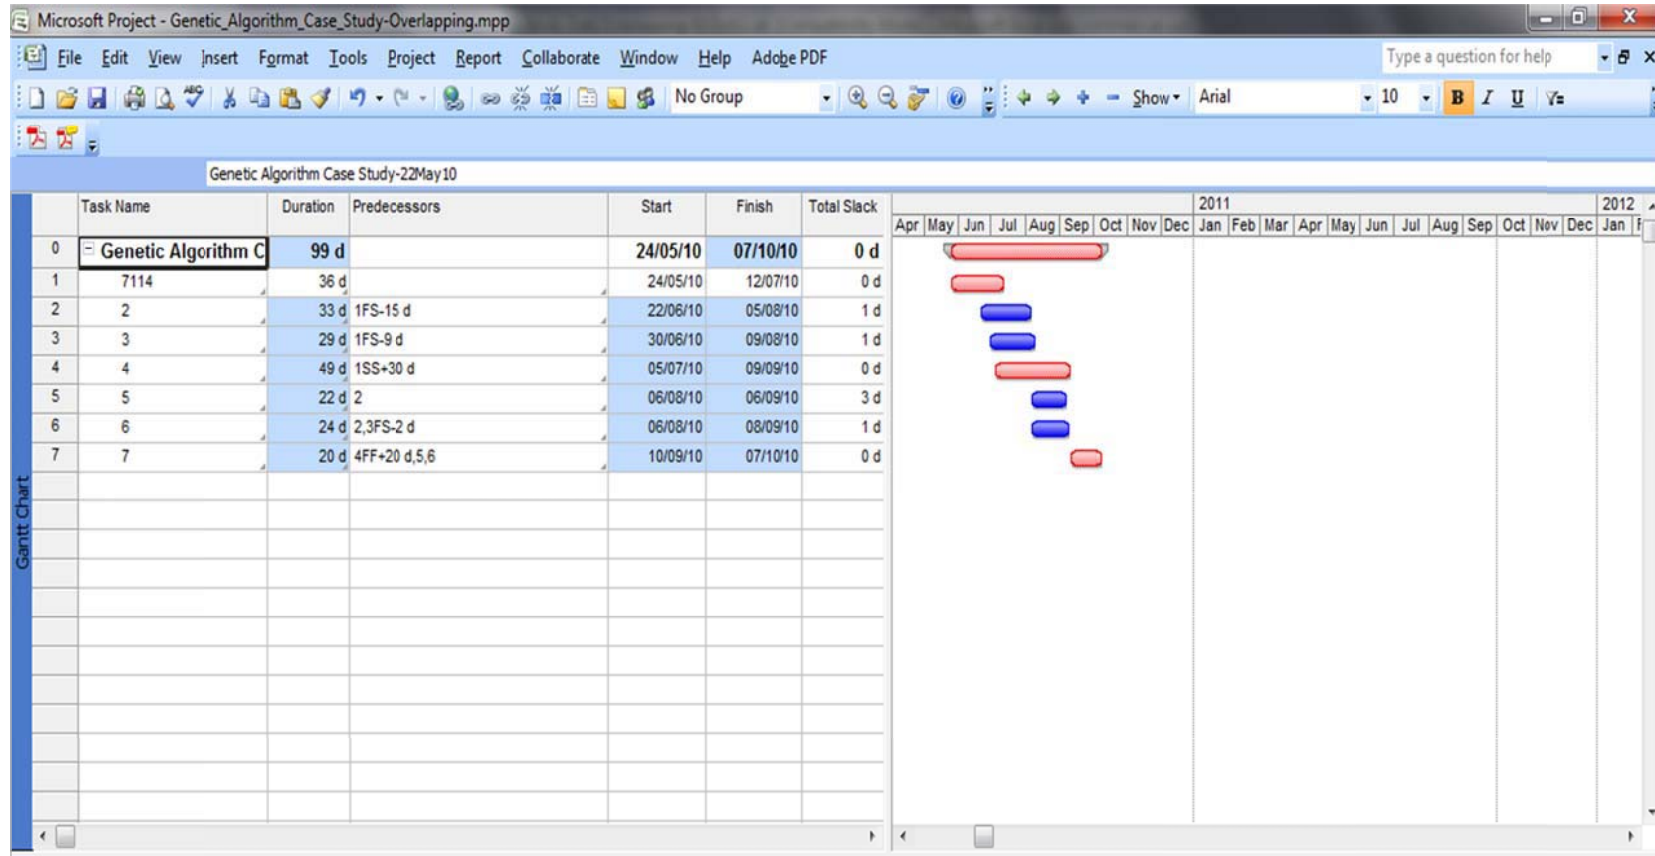 Microsoft Project - Genetic_Algorithm_Case_Study-Overlapping.mpp
File Edit View Insert Format Tools Project Report Collaborate Window Help Adobe PDF Type a question for help
No Group Show Arial 10 B I U
Genetic Algorithm Case Study-22May10
Task Name Duration Predecessors Start Finish Total Slack 2011 2012
Apr May Jun Jul Aug Sep Oct Nov Dec Jan Feb Mar Apr May Jun Jul Aug Sep Oct Nov Dec Jan F
0 Genetic Algorithm C 99 d 24/05/10 07/10/10 0 d
1 7114 36 d 24/05/10 12/07/10 0 d
2 2 33 d 1FS-15 d 22/06/10 05/08/10 1 d
3 3 29 d 1FS-9 d 30/06/10 09/08/10 1 d
4 4 49 d 1SS+30 d 05/07/10 09/09/10 0 d
5 5 22 d 2 06/08/10 06/09/10 3 d
6 6 24 d 2,3FS-2 d 06/08/10 08/09/10 1 d
7 7 20 d 4FF+20 d,5,6 10/09/10 07/10/10 0 d
Gantt Chart